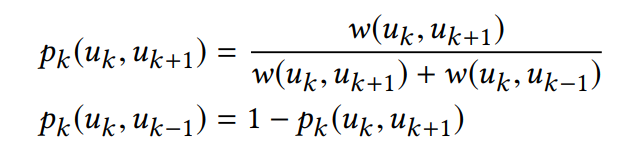 p_k(u_k, u_{k+1}) = \frac{w(u_k, u_{k+1})}{w(u_k, u_{k+1}) + w(u_k, u_{k-1})}
p_k(u_k, u_{k-1}) = 1 - p_k(u_k, u_{k+1})